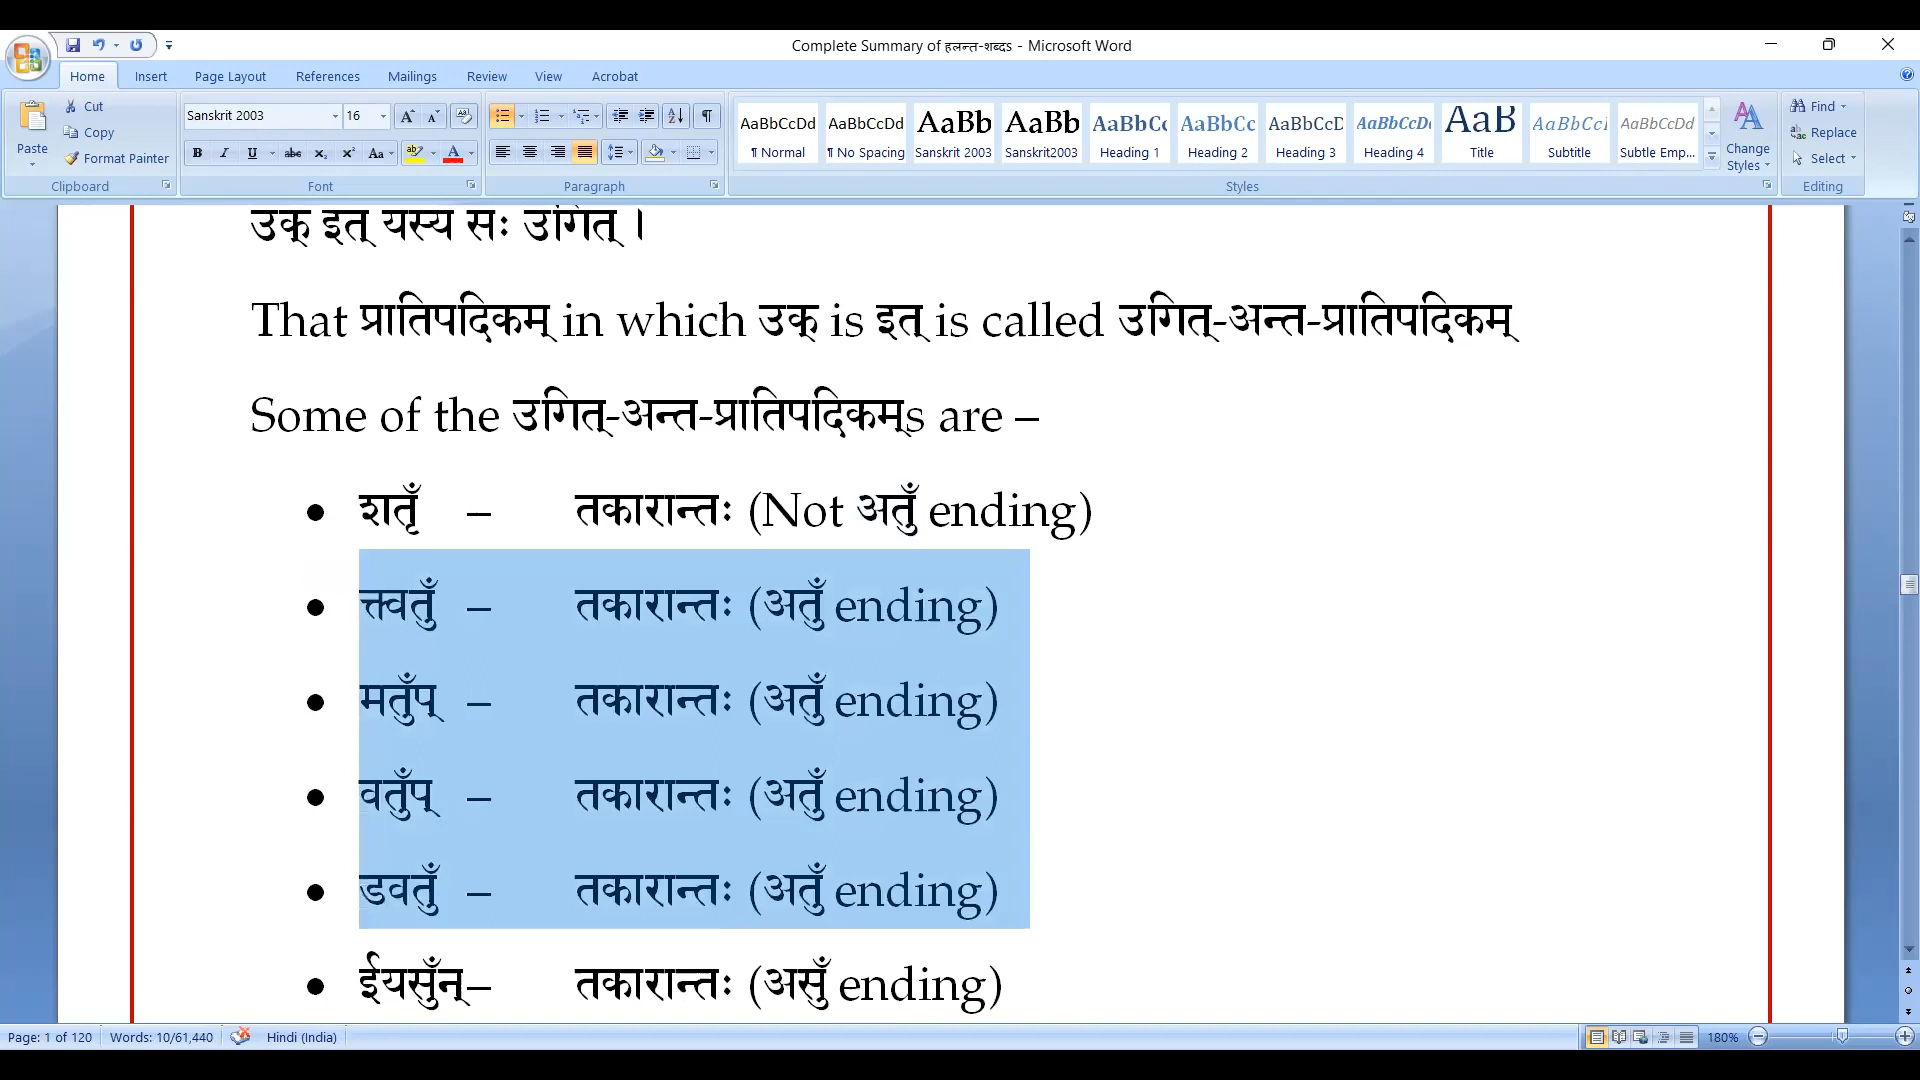 Complete Summary of हलन्त-शब्दs - Microsoft Word
Home Insert Page Layout References Mailings Review View Acrobat
Paste Cut Copy Format Painter Clipboard
Sanskrit 2003 16 Font
Paragraph
AaBbCcDd ¶ Normal
AaBbCcDd ¶ No Spacing
AaBb Sanskrit 2003
AaBb Sanskrit2003
AaBbCc Heading 1
AaBbCc Heading 2
AaBbCcD Heading 3
AaBbCcDc Heading 4
AaB Title
AaBbCcI Subtitle
AaBbCcDd Subtle Emp...
Change Styles
Styles
Find Replace Select Editing
उक् इत् यस्य सः उगित् ।
That प्रातिपदिकम् in which उक् is इत् is called उगित्-अन्त-प्रातिपदिकम्
Some of the उगित्-अन्त-प्रातिपदिकम्s are –
• शतृँ – तकारान्तः (Not अतुँ ending)
• क्तवतुँ – तकारान्तः (अतुँ ending)
• मतुँप् – तकारान्तः (अतुँ ending)
• वतुँप् – तकारान्तः (अतुँ ending)
• डवतुँ – तकारान्तः (अतुँ ending)
• ईयसुँन्– तकारान्तः (असुँ ending)
Page: 1 of 120 Words: 10/61,440 Hindi (India) 180%